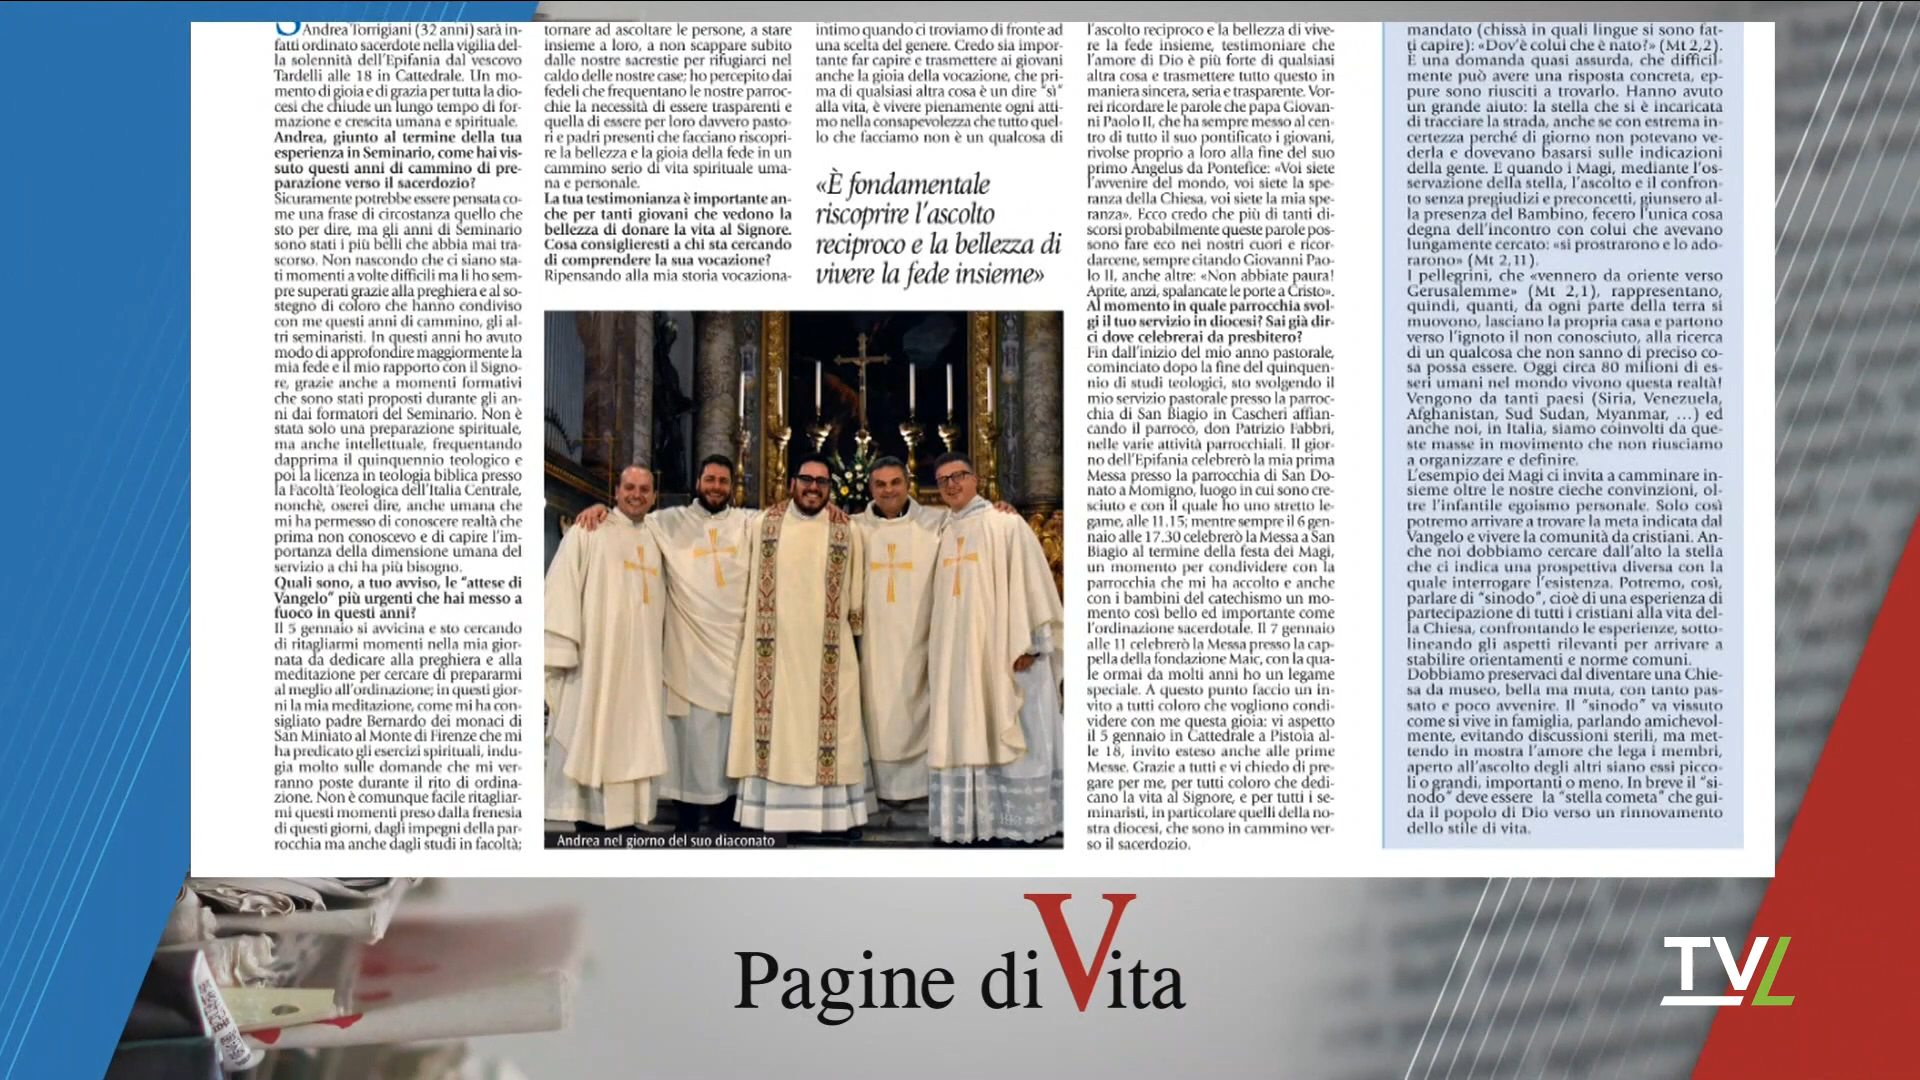 S
Andrea Torrigiani (32 anni) sarà in-
fatti ordinato sacerdote nella vigilia del-
la solennità dell'Epifania dal vescovo
Tardelli alle 18 in Cattedrale. Un mo-
mento di gioia e di grazia per tutta la dio-
cesi che chiude un lungo tempo di for-
mazione e crescita umana e spirituale.
Andrea, giunto al termine della tua
esperienza in Seminario, come hai vis-
suto questi anni di cammino di pre-
parazione verso il sacerdozio?
Sicuramente potrebbe essere pensata co-
me una frase di circostanza quello che
sto per dire, ma gli anni di Seminario
sono stati i più belli che abbia mai tra-
scorso. Non nascondo che ci siano sta-
ti momenti a volte difficili ma li ho sem-
pre superati grazie alla preghiera e al so-
stegno di coloro che hanno condiviso
con me questi anni di cammino, gli al-
tri seminaristi. In questi anni ho avuto
modo di approfondire maggiormente la
mia fede e il mio rapporto con il Signo-
re, grazie anche a momenti formativi
che sono stati proposti durante gli an-
ni dai formatori del Seminario. Non è
stata solo una preparazione spirituale,
ma anche intellettuale, frequentando
dapprima il quinquennio teologico e
poi la licenza in teologia biblica presso
la Facoltà Teologica dell'Italia Centrale,
nonchè, oserei dire, anche umana che
mi ha permesso di conoscere realtà che
prima non conoscevo e di capire l'im-
portanza della dimensione umana del
servizio a chi ha più bisogno.
Quali sono, a tuo avviso, le "attese di
Vangelo" più urgenti che hai messo a
fuoco in questi anni?
Il 5 gennaio si avvicina e sto cercando
di ritagliarmi momenti nella mia gior-
nata da dedicare alla preghiera e alla
meditazione per cercare di prepararmi
al meglio all'ordinazione; in questi gior-
ni la mia meditazione, come mi ha con-
sigliato padre Bernardo dei monaci di
San Miniato al Monte di Firenze che mi
ha predicato gli esercizi spirituali, indu-
gia molto sulle domande che mi ver-
ranno poste durante il rito di ordina-
zione. Non è comunque facile ritagliar-
mi questi momenti preso dalla frenesia
di questi giorni, dagli impegni della par-
rocchia ma anche dagli studi in facoltà;
tornare ad ascoltare le persone, a stare
insieme a loro, a non scappare subito
dalle nostre sacrestie per rifugiarci nel
caldo delle nostre case; ho percepito dai
fedeli che frequentano le nostre parroc-
chie la necessità di essere trasparenti e
quella di essere per loro davvero pasto-
ri e padri presenti che facciano riscopri-
re la bellezza e la gioia della fede in un
cammino serio di vita spirituale uma-
na e personale.
La tua testimonianza è importante an-
che per tanti giovani che vedono la
bellezza di donare la vita al Signore.
Cosa consiglieresti a chi sta cercando
di comprendere la sua vocazione?
Ripensando alla mia storia vocaziona-
intimo quando ci troviamo di fronte ad
una scelta del genere. Credo sia impor-
tante far capire e trasmettere ai giovani
anche la gioia della vocazione, che pri-
ma di qualsiasi altra cosa è un dire "sì"
alla vita, è vivere pienamente ogni atti-
mo nella consapevolezza che tutto quel-
lo che facciamo non è un qualcosa di
«È fondamentale
riscoprire l'ascolto
reciproco e la bellezza di
vivere la fede insieme»
Andrea nel giorno del suo diaconato
l'ascolto reciproco e la bellezza di vive-
re la fede insieme, testimoniare che
l'amore di Dio è più forte di qualsiasi
altra cosa e trasmettere tutto questo in
maniera sincera, seria e trasparente. Vor-
rei ricordare le parole che papa Giovan-
ni Paolo II, che ha sempre messo al cen-
tro di tutto il suo pontificato i giovani,
rivolse proprio a loro alla fine del suo
primo Angelus da Pontefice: «Voi siete
l'avvenire del mondo, voi siete la spe-
ranza della Chiesa, voi siete la mia spe-
ranza». Ecco credo che più di tanti di-
scorsi probabilmente queste parole pos-
sono fare eco nei nostri cuori e ricor-
darcene, sempre citando Giovanni Pao-
lo II, anche altre: «Non abbiate paura!
Aprite, anzi, spalancate le porte a Cristo».
Al momento in quale parrocchia svol-
gi il tuo servizio in diocesi? Sai già dir-
ci dove celebrerai da presbitero?
Fin dall'inizio del mio anno pastorale,
cominciato dopo la fine del quinquen-
nio di studi teologici, sto svolgendo il
mio servizio pastorale presso la parroc-
chia di San Biagio in Cascheri affian-
cando il parroco, don Patrizio Fabbri,
nelle varie attività parrocchiali. Il gior-
no dell'Epifania celebrerò la mia prima
Messa presso la parrocchia di San Do-
nato a Momigno, luogo in cui sono cre-
sciuto e con il quale ho uno stretto le-
game, alle 11.15; mentre sempre il 6 gen-
naio alle 17.30 celebrerò la Messa a San
Biagio al termine della festa dei Magi,
un momento per condividere con la
parrocchia che mi ha accolto e anche
con i bambini del catechismo un mo-
mento così bello ed importante come
l'ordinazione sacerdotale. Il 7 gennaio
alle 11 celebrerò la Messa presso la cap-
pella della fondazione Maic, con la qua-
le ormai da molti anni ho un legame
speciale. A questo punto faccio un in-
vito a tutti coloro che vogliono condi-
videre con me questa gioia: vi aspetto
il 5 gennaio in Cattedrale a Pistoia al-
le 18, invito esteso anche alle prime
Messe. Grazie a tutti e vi chiedo di pre-
gare per me, per tutti coloro che dedi-
cano la vita al Signore, e per tutti i se-
minaristi, in particolare quelli della no-
stra diocesi, che sono in cammino ver-
so il sacerdozio.
mandato (chissà in quali lingue si sono fat-
ti capire): «Dov'è colui che è nato?» (Mt 2,2).
È una domanda quasi assurda, che difficil-
mente può avere una risposta concreta, ep-
pure sono riusciti a trovarlo. Hanno avuto
un grande aiuto: la stella che si è incaricata
di tracciare la strada, anche se con estrema in-
certezza perché di giorno non potevano ve-
derla e dovevano basarsi sulle indicazioni
della gente. E quando i Magi, mediante l'os-
servazione della stella, l'ascolto e il confron-
to senza pregiudizi e preconcetti, giunsero al-
la presenza del Bambino, fecero l'unica cosa
degna dell'incontro con colui che avevano
lungamente cercato: «si prostrarono e lo ado-
rarono» (Mt 2,11).
I pellegrini, che «vennero da oriente verso
Gerusalemme» (Mt 2,1), rappresentano,
quindi, quanti, da ogni parte della terra si
muovono, lasciano la propria casa e partono
verso l'ignoto il non conosciuto, alla ricerca
di un qualcosa che non sanno di preciso co-
sa possa essere. Oggi circa 80 milioni di es-
seri umani nel mondo vivono questa realtà!
Vengono da tanti paesi (Siria, Venezuela,
Afghanistan, Sud Sudan, Myanmar, …) ed
anche noi, in Italia, siamo coinvolti da que-
ste masse in movimento che non riusciamo
a organizzare e definire.
L'esempio dei Magi ci invita a camminare in-
sieme oltre le nostre cieche convinzioni, ol-
tre l'infantile egoismo personale. Solo così
potremo arrivare a trovare la meta indicata dal
Vangelo e vivere la comunità da cristiani. An-
che noi dobbiamo cercare dall'alto la stella
che ci indica una prospettiva diversa con la
quale interrogare l'esistenza. Potremo, così,
parlare di "sinodo", cioè di una esperienza di
partecipazione di tutti i cristiani alla vita del-
la Chiesa, confrontando le esperienze, sotto-
lineando gli aspetti rilevanti per arrivare a
stabilire orientamenti e norme comuni.
Dobbiamo preservaci dal diventare una Chie-
sa da museo, bella ma muta, con tanto pas-
sato e poco avvenire. Il "sinodo" va vissuto
come si vive in famiglia, parlando amichevol-
mente, evitando discussioni sterili, ma met-
tendo in mostra l'amore che lega i membri,
aperto all'ascolto degli altri siano essi picco-
li o grandi, importanti o meno. In breve il "si-
nodo" deve essere la "stella cometa" che gui-
da il popolo di Dio verso un rinnovamento
dello stile di vita.
Pagine di Vita
TVL